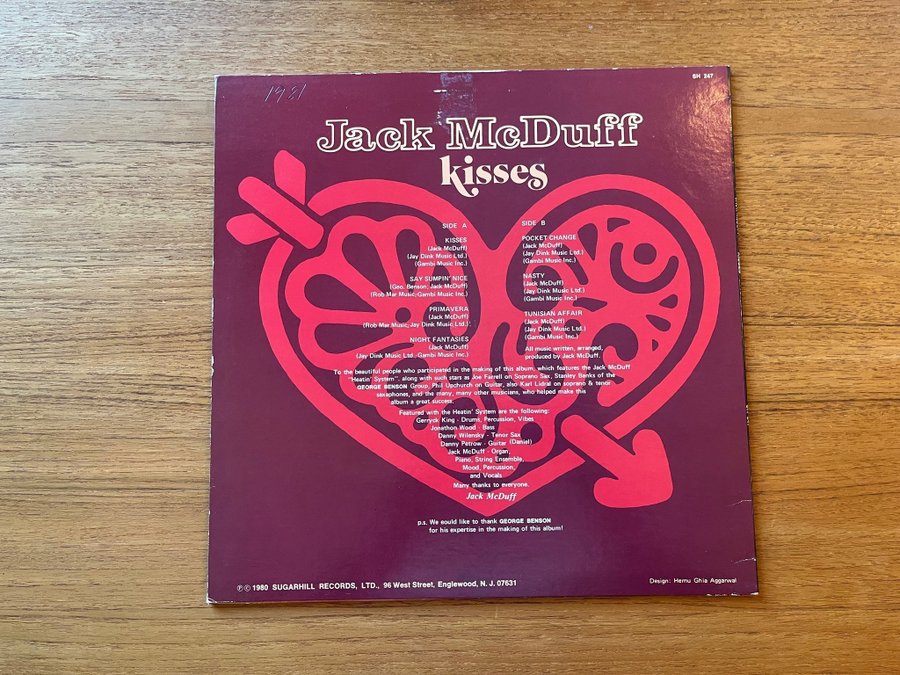 1981
SH 247
Jack McDuff
kisses
SIDE A
KISSES
(Jack McDuff)
(Jay Dink Music Ltd.)
(Gambi Music Inc.)
SAY SUMPIN' NICE
(Geo. Benson; Jack McDuff)
(Rob Mar Music; Gambi Music Inc.)
PRIMAVERA
(Jack McDuff)
(Rob Mar Music; Jay Dink Music Ltd.)
NIGHT FANTASIES
(Jack McDuff)
(Jay Dink Music Ltd.; Gambi Music Inc.)
SIDE B
POCKET CHANGE
(Jack McDuff)
(Jay Dink Music Ltd.)
(Gambi Music Inc.)
NASTY
(Jack McDuff)
(Jay Dink Music Ltd.)
(Gambi Music Inc.)
TUNISIAN AFFAIR
(Jack McDuff)
(Jay Dink Music Ltd.)
(Gambi Music Inc.)
All music written, arranged,
produced by Jack McDuff.
To the beautiful people who participated in the making of this album, which features the Jack McDuff
"Heatin' System", along with such stars as Joe Farrell on Soprano Sax, Stanley Banks of the
GEORGE BENSON Group, Phil Upchurch on Guitar, also Karl Lidral on soprano & tenor
saxaphones, and the many, many other musicians, who helped make this
album a great success.
Featured with the Heatin' System are the following:
Gerryck King - Drums, Percussion, Vibes
Jonathon Wood - Bass
Danny Wilensky - Tenor Sax
Danny Petrow - Guitar (Daniel)
Jack McDuff - Organ,
Piano, String Ensemble,
Mood, Percussion,
and Vocals
Many thanks to everyone.
Jack McDuff
p.s. We eould like to thank GEORGE BENSON
for his expertise in the making of this album!
℗ © 1980 SUGARHILL RECORDS, LTD., 96 West Street, Englewood, N. J. 07631
Design: Hemu Ghia Aggarwal